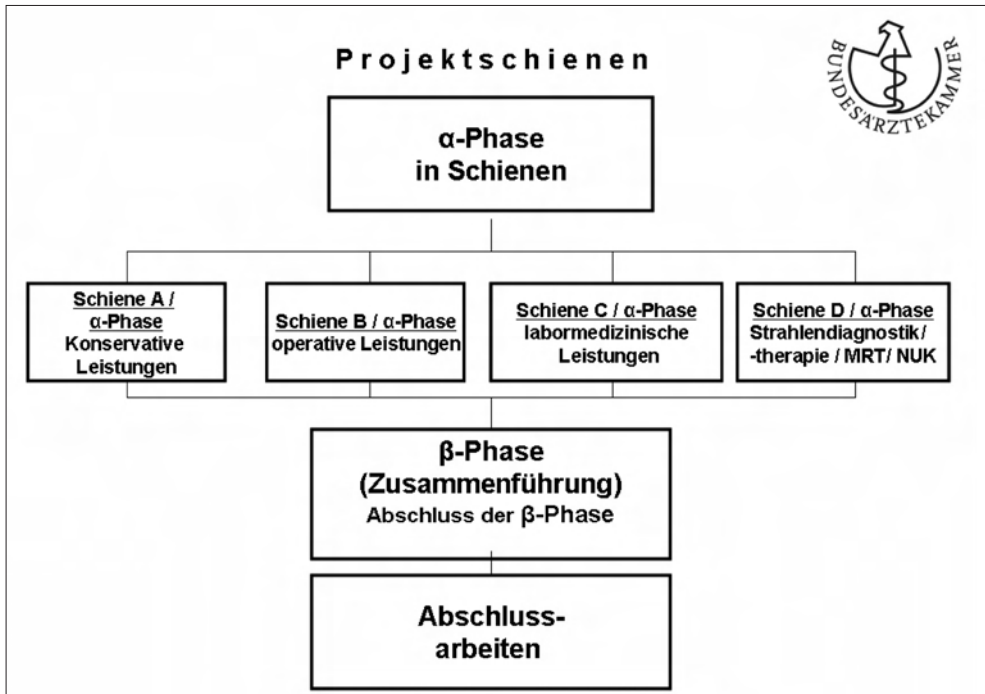 Projektschienen
BUNDESÄRZTEKAMMER
α-Phase
in Schienen
Schiene A /
α-Phase
Konservative
Leistungen
Schiene B / α-Phase
operative Leistungen
Schiene C / α-Phase
labormedizinische
Leistungen
Schiene D / α-Phase
Strahlendiagnostik/
-therapie / MRT/ NUK
β-Phase
(Zusammenführung)
Abschluss der β-Phase
Abschluss-
arbeiten